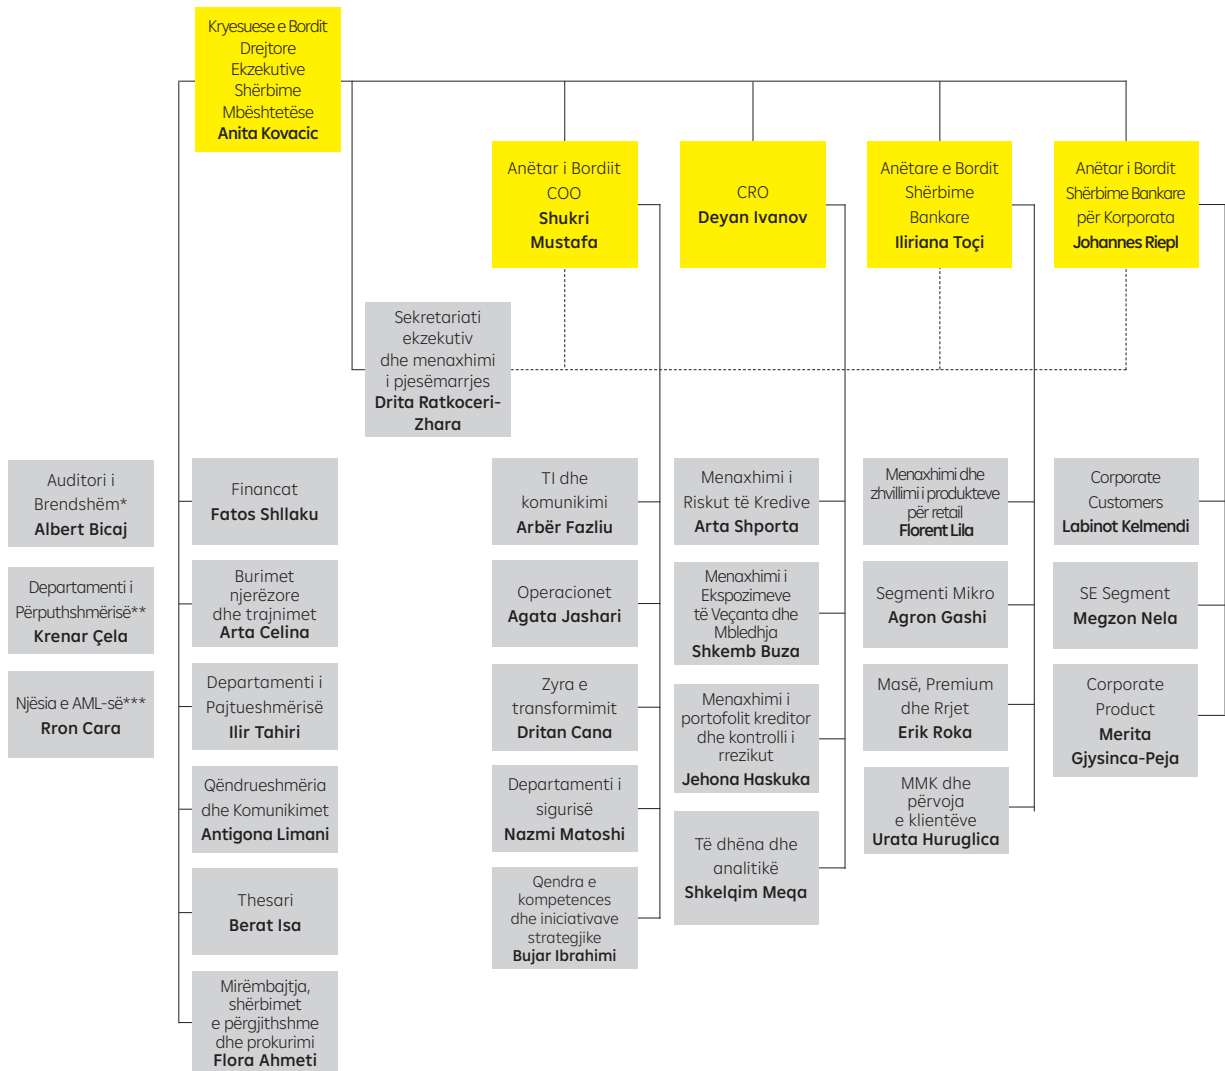 Kryesuese e Bordit
Drejtore
Ekzekutive
Shërbime
Mbështetëse
Anita Kovacic
Anëtar i Bordiit
COO
Shukri
Mustafa
CRO
Deyan Ivanov
Anëtare e Bordit
Shërbime
Bankare
Iliriana Toçi
Anëtar i Bordit
Shërbime Bankare
për Korporata
Johannes Riepl
Sekretariati
ekzekutiv
dhe menaxhimi
i pjesëmarrjes
Drita Ratkoceri-
Zhara
Auditori i
Brendshëm*
Albert Bicaj
Departamenti i
Përputhshmërisë**
Krenar Çela
Njësia e AML-së***
Rron Cara
Financat
Fatos Shllaku
Burimet
njerëzore
dhe trajnimet
Arta Celina
Departamenti i
Pajtueshmërisë
Ilir Tahiri
Qëndrueshmëria
dhe Komunikimet
Antigona Limani
Thesari
Berat Isa
Mirëmbajtja,
shërbimet
e përgjithshme
dhe prokurimi
Flora Ahmeti
TI dhe
komunikimi
Arbër Fazliu
Operacionet
Agata Jashari
Zyra e
transformimit
Dritan Cana
Departamenti i
sigurisë
Nazmi Matoshi
Qendra e
kompetences
dhe iniciativave
strategjike
Bujar Ibrahimi
Menaxhimi i
Riskut të Kredive
Arta Shporta
Menaxhimi i
Ekspozimeve
të Veçanta dhe
Mbledhja
Shkemb Buza
Menaxhimi i
portofolit kreditor
dhe kontrolli i
rrezikut
Jehona Haskuka
Të dhëna dhe
analitikë
Shkelqim Meqa
Menaxhimi dhe
zhvillimi i produkteve
për retail
Florent Lila
Segmenti Mikro
Agron Gashi
Masë, Premium
dhe Rrjet
Erik Roka
MMK dhe
përvoja
e klientëve
Urata Huruglica
Corporate
Customers
Labinot Kelmendi
SE Segment
Megzon Nela
Corporate
Product
Merita
Gjysinca-Peja